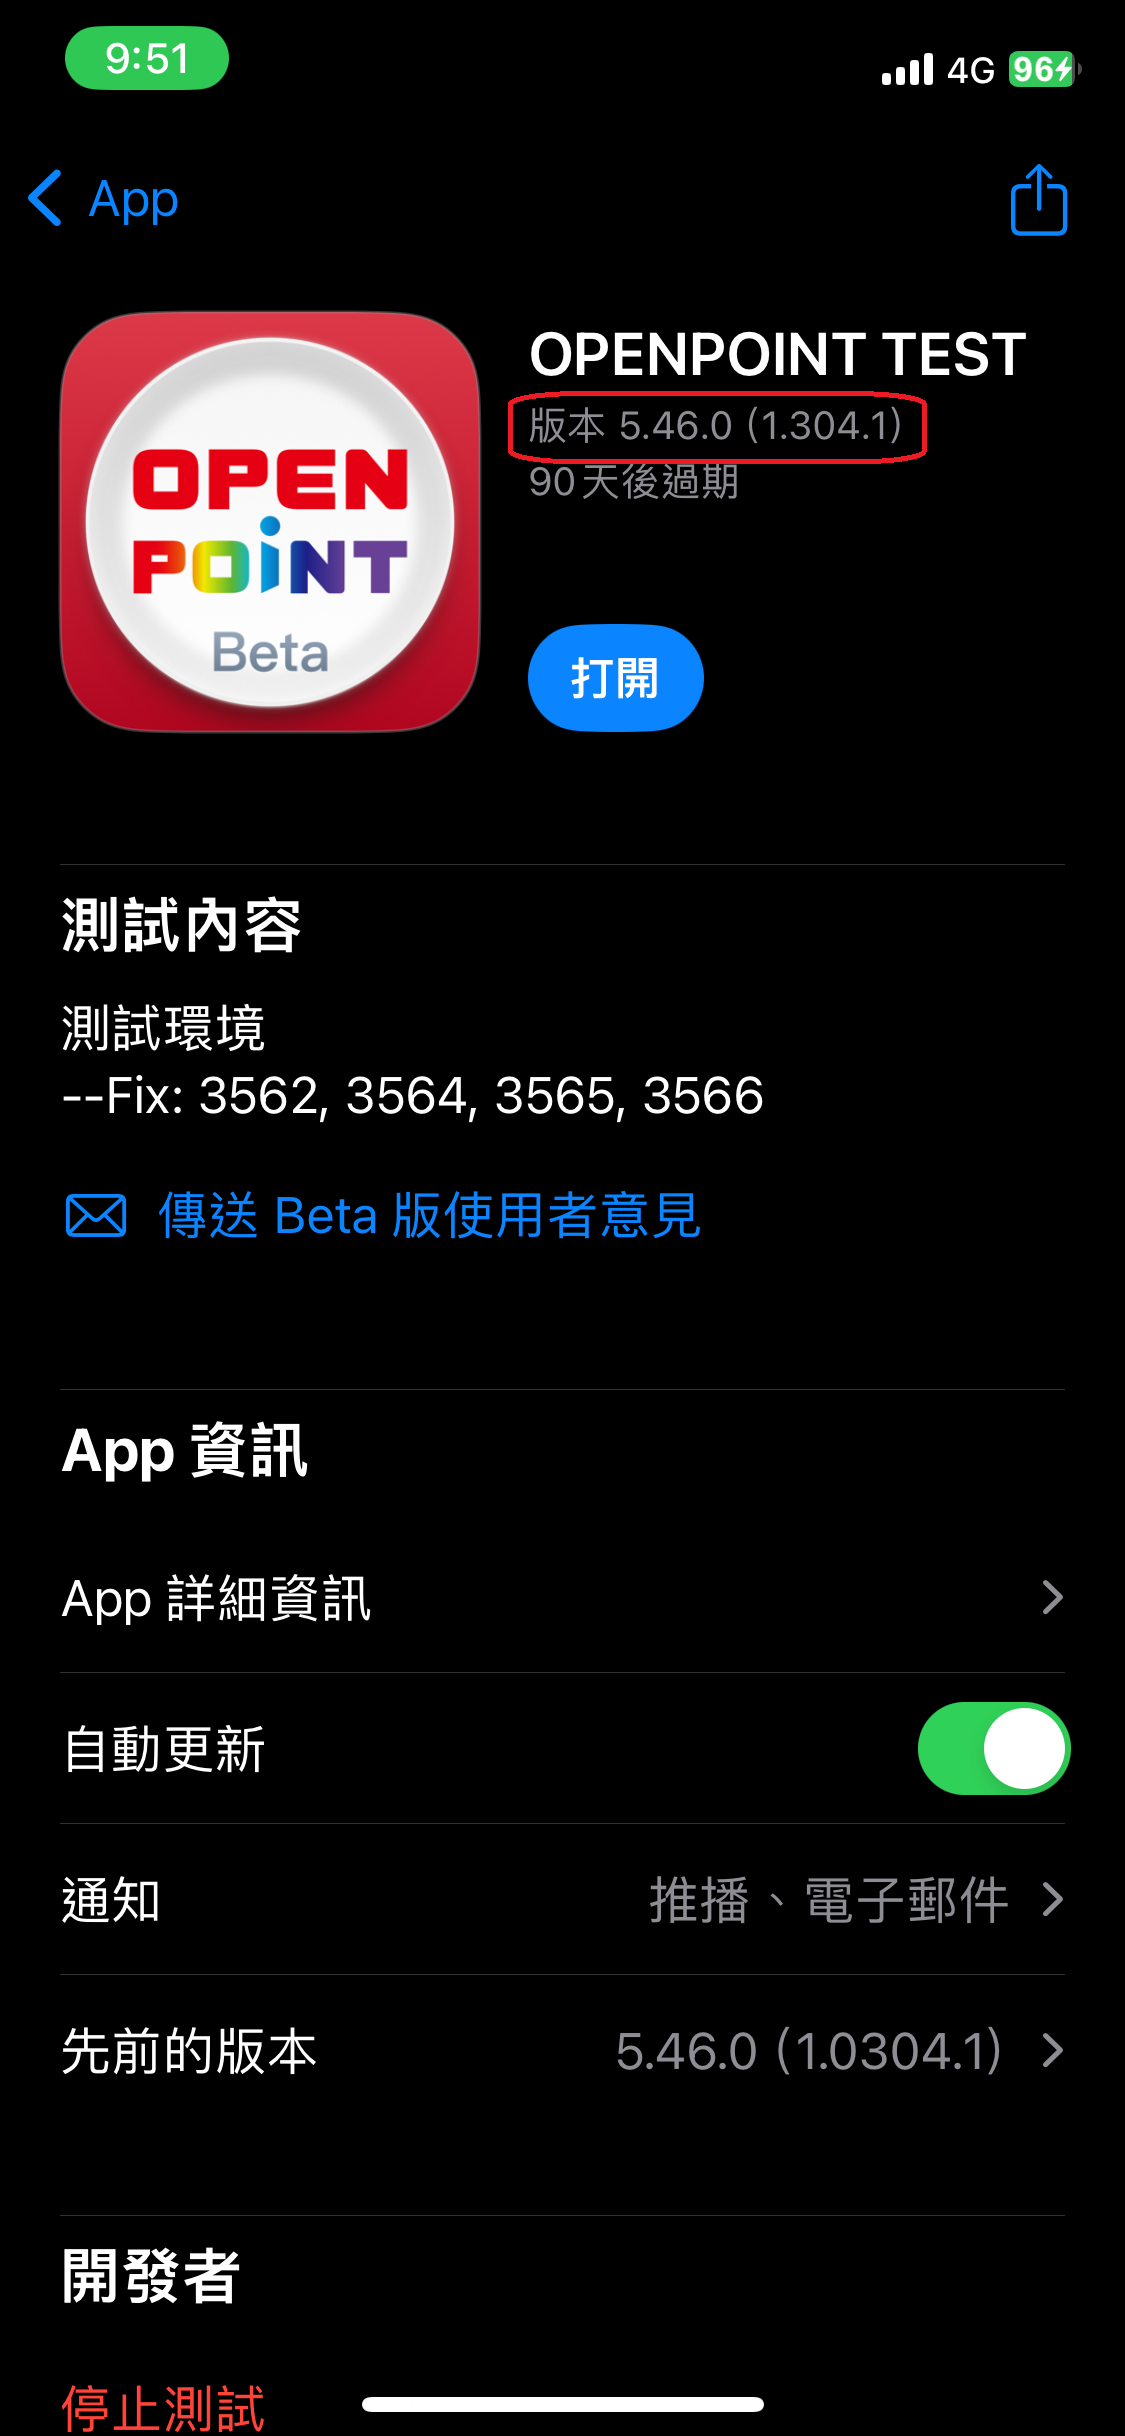 9:51
4G 96
App
OPEN
POINT
Beta
OPENPOINT TEST
版本 5.46.0 (1.304.1)
90 天後過期
打開
測試內容
測試環境
--Fix: 3562, 3564, 3565, 3566
傳送 Beta 版使用者意見
App 資訊
App 詳細資訊
自動更新
通知 推播、電子郵件
先前的版本 5.46.0 (1.0304.1)
開發者
停止測試